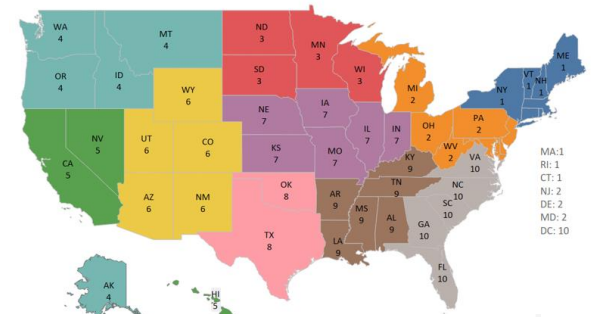 WA
4
MT
4
OR
4
ID
4
WY
6
NV
5
CA
5
UT
6
CO
6
AZ
6
NM
6
ND
3
SD
3
MN
3
WI
3
NE
7
IA
7
KS
7
MO
7
IL
7
IN
7
OK
8
TX
8
MI
2
OH
2
PA
2
WV
2
NY
1
VT
1
NH
1
ME
1
KY
9
TN
9
AR
9
MS
9
AL
9
LA
9
VA
10
NC
10
SC
10
GA
10
FL
10
AK
4
HI
5
MA:1
RI: 1
CT: 1
NJ: 2
DE: 2
MD: 2
DC: 10